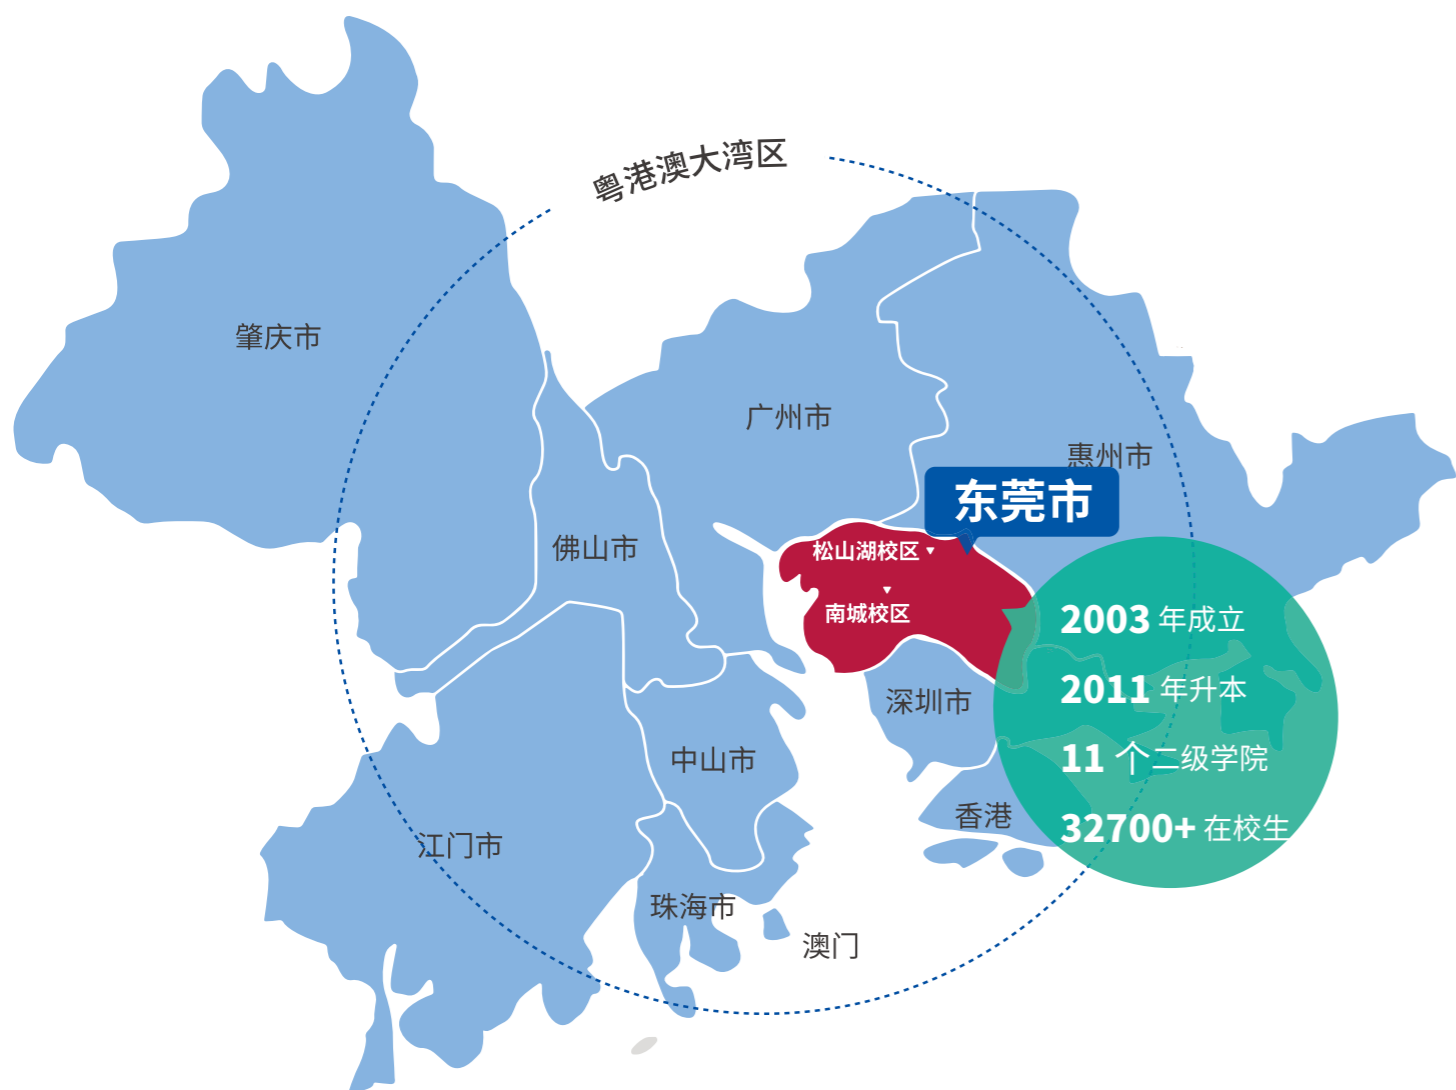 粤港澳大湾区
肇庆市
广州市
惠州市
东莞市
佛山市
松山湖校区
南城校区
2003 年成立
2011 年升本
11 个二级学院
32700+ 在校生
深圳市
中山市
香港
江门市
珠海市
澳门